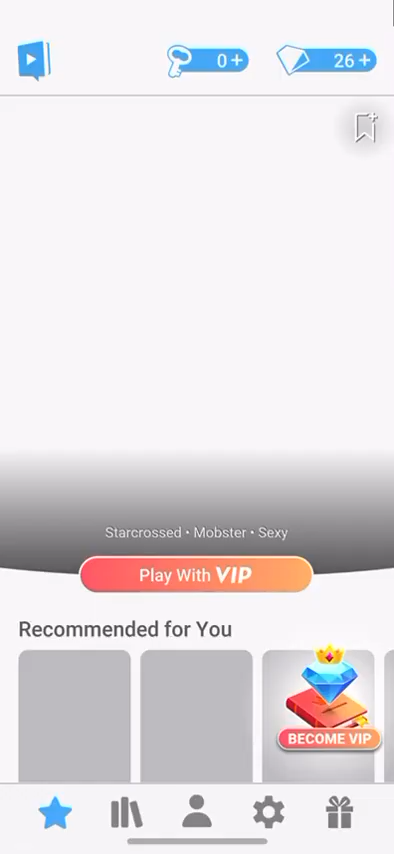 0+
26+
Starcrossed • Mobster • Sexy
Play With VIP
Recommended for You
BECOME VIP